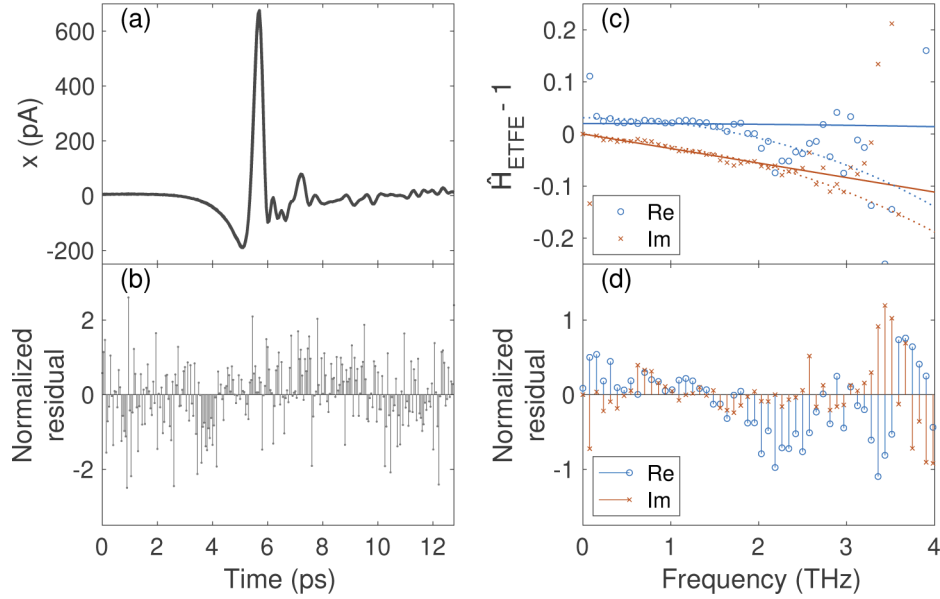 (a)
x (pA)
600
400
200
0
-200
(c)
Ĥ_ETFE - 1
0.2
0.1
0
-0.1
-0.2
Re
Im
(b)
Normalized
residual
2
0
-2
0
2
4
6
8
10
12
Time (ps)
(d)
Normalized
residual
1
0
-1
Re
Im
0
1
2
3
4
Frequency (THz)